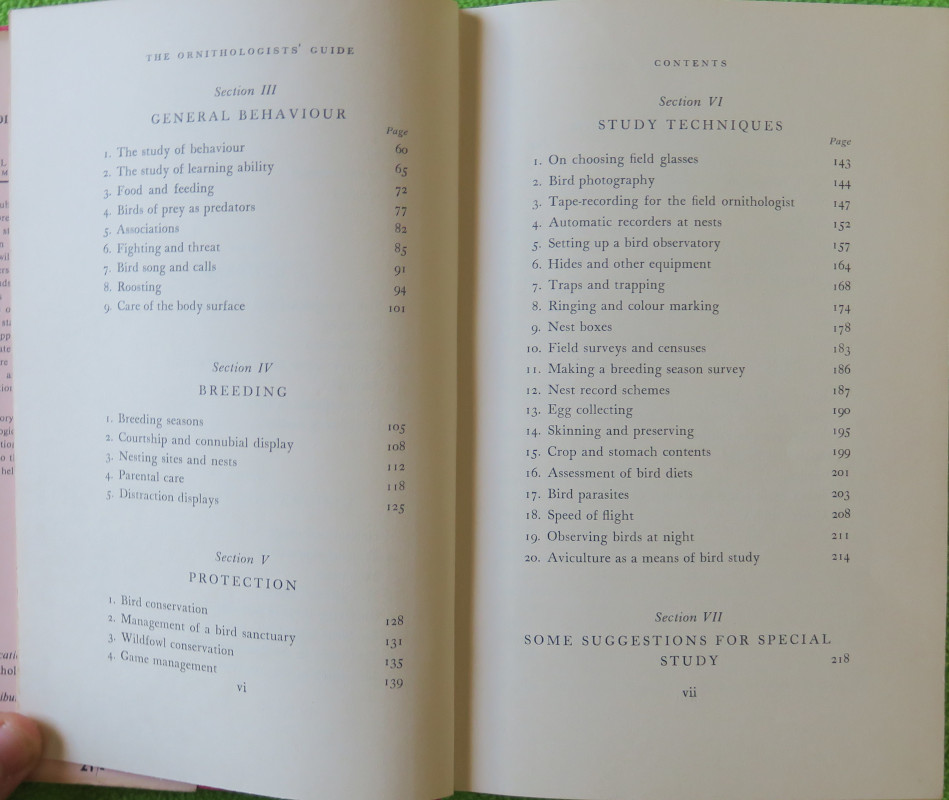 THE ORNITHOLOGISTS' GUIDE
Section III
GENERAL BEHAVIOUR
Page
1. The study of behaviour 60
2. The study of learning ability 65
3. Food and feeding 72
4. Birds of prey as predators 77
5. Associations 82
6. Fighting and threat 85
7. Bird song and calls 91
8. Roosting 94
9. Care of the body surface 101
Section IV
BREEDING
1. Breeding seasons 105
2. Courtship and connubial display 108
3. Nesting sites and nests 112
4. Parental care 118
5. Distraction displays 125
Section V
PROTECTION
1. Bird conservation 128
2. Management of a bird sanctuary 131
3. Wildfowl conservation 135
4. Game management 139
vi
CONTENTS
Section VI
STUDY TECHNIQUES
Page
1. On choosing field glasses 143
2. Bird photography 144
3. Tape-recording for the field ornithologist 147
4. Automatic recorders at nests 152
5. Setting up a bird observatory 157
6. Hides and other equipment 164
7. Traps and trapping 168
8. Ringing and colour marking 174
9. Nest boxes 178
10. Field surveys and censuses 183
11. Making a breeding season survey 186
12. Nest record schemes 187
13. Egg collecting 190
14. Skinning and preserving 195
15. Crop and stomach contents 199
16. Assessment of bird diets 201
17. Bird parasites 203
18. Speed of flight 208
19. Observing birds at night 211
20. Aviculture as a means of bird study 214
Section VII
SOME SUGGESTIONS FOR SPECIAL
STUDY 218
vii